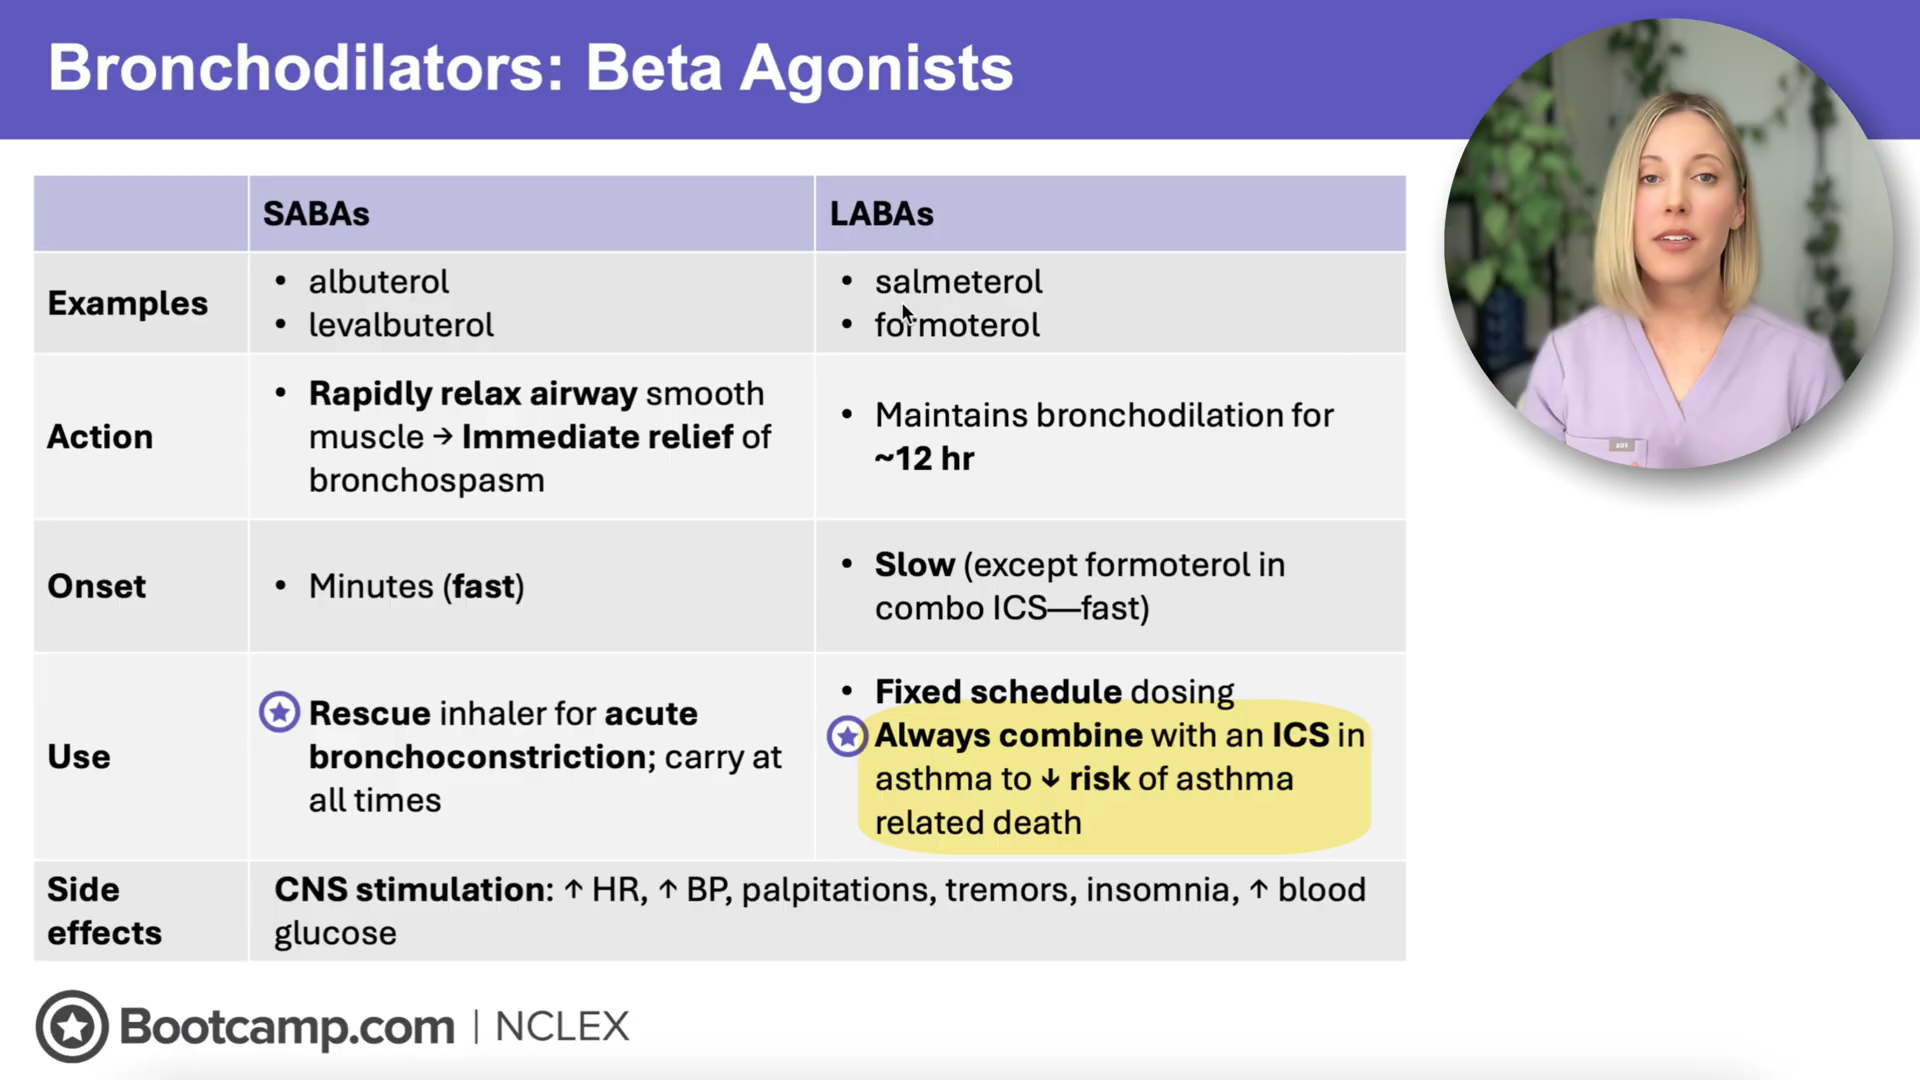 Bronchodilators: Beta Agonists
SABAs
LABAs
Examples
• albuterol
• levalbuterol
• salmeterol
• formoterol
Action
• Rapidly relax airway smooth
muscle → Immediate relief of
bronchospasm
• Maintains bronchodilation for
~12 hr
Onset
• Minutes (fast)
• Slow (except formoterol in
combo ICS—fast)
Use
Rescue inhaler for acute
bronchoconstriction; carry at
all times
• Fixed schedule dosing
Always combine with an ICS in
asthma to ↓ risk of asthma
related death
Side
effects
CNS stimulation: ↑ HR, ↑ BP, palpitations, tremors, insomnia, ↑ blood
glucose
Bootcamp.com | NCLEX